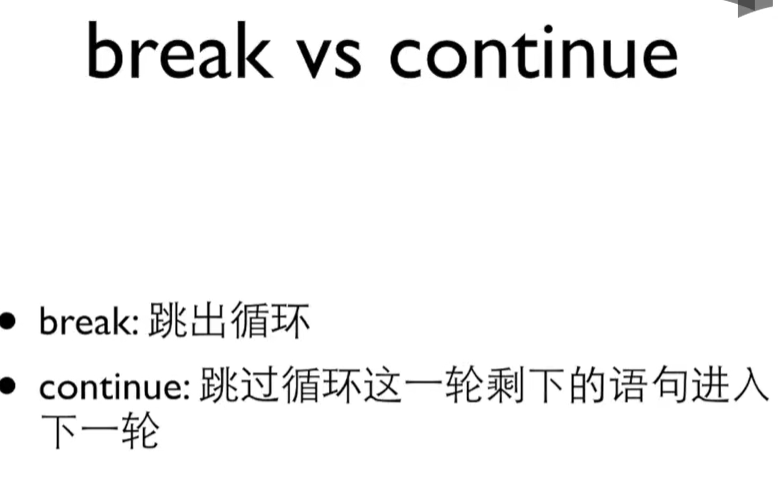 break vs continue
• break: 跳出循环
• continue: 跳过循环这一轮剩下的语句进入
下一轮